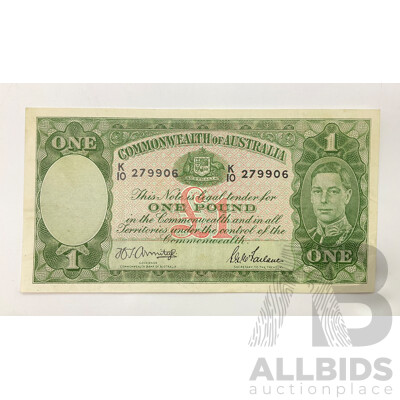 ONE
COMMONWEALTH OF AUSTRALIA
1
K/10 279906 K/10 279906
This Note is legal tender for
ONE POUND
in the Commonwealth and in all
Territories under the control of the
Commonwealth.
£1
1
ONE
ALLBIDS
auctionplace